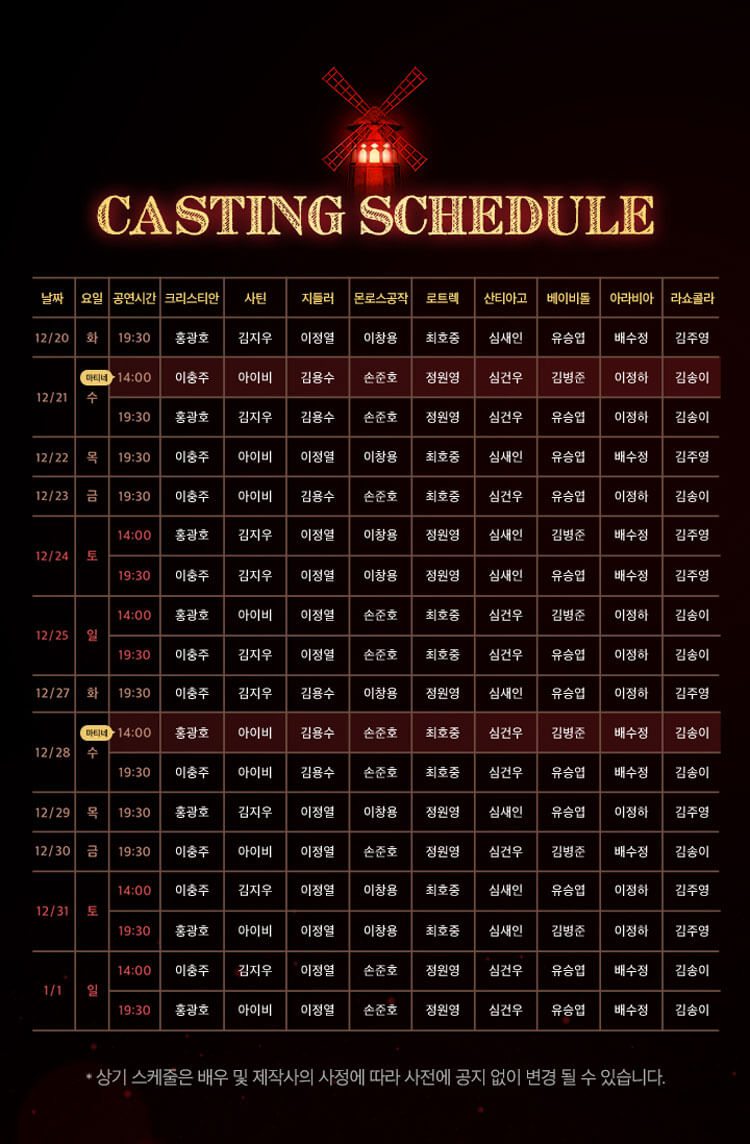 CASTING SCHEDULE
날짜 요일 공연시간 크리스티안 사틴 지들러 몬로스공작 로트렉 산티아고 베이비돌 아라비아 라쇼콜라
12/20 화 19:30 홍광호 김지우 이정열 이창용 최호중 심새인 유승엽 배수정 김주영
12/21 수 마티네 14:00 이충주 아이비 김용수 손준호 정원영 심건우 김병준 이정하 김송이
19:30 홍광호 김지우 김용수 손준호 정원영 심건우 유승엽 이정하 김송이
12/22 목 19:30 이충주 아이비 이정열 이창용 최호중 심새인 유승엽 배수정 김주영
12/23 금 19:30 이충주 아이비 김용수 손준호 최호중 심건우 유승엽 이정하 김송이
12/24 토 14:00 홍광호 김지우 이정열 이창용 정원영 심새인 김병준 배수정 김주영
19:30 이충주 김지우 이정열 이창용 정원영 심새인 유승엽 배수정 김주영
12/25 일 14:00 홍광호 아이비 이정열 손준호 최호중 심건우 김병준 이정하 김송이
19:30 이충주 아이비 이정열 손준호 최호중 심건우 유승엽 이정하 김송이
12/27 화 19:30 이충주 김지우 김용수 이창용 정원영 심새인 유승엽 이정하 김주영
12/28 수 마티네 14:00 홍광호 아이비 김용수 손준호 최호중 심건우 김병준 배수정 김송이
19:30 이충주 아이비 김용수 손준호 최호중 심건우 유승엽 배수정 김송이
12/29 목 19:30 홍광호 김지우 이정열 이창용 정원영 심새인 유승엽 이정하 김주영
12/30 금 19:30 이충주 아이비 이정열 손준호 정원영 심건우 김병준 배수정 김송이
12/31 토 14:00 이충주 김지우 이정열 이창용 최호중 심새인 유승엽 이정하 김주영
19:30 홍광호 아이비 이정열 이창용 최호중 심새인 김병준 이정하 김주영
1/1 일 14:00 이충주 김지우 이정열 손준호 정원영 심건우 유승엽 배수정 김송이
19:30 홍광호 아이비 이정열 손준호 정원영 심건우 유승엽 배수정 김송이
* 상기 스케줄은 배우 및 제작사의 사정에 따라 사전에 공지 없이 변경 될 수 있습니다.